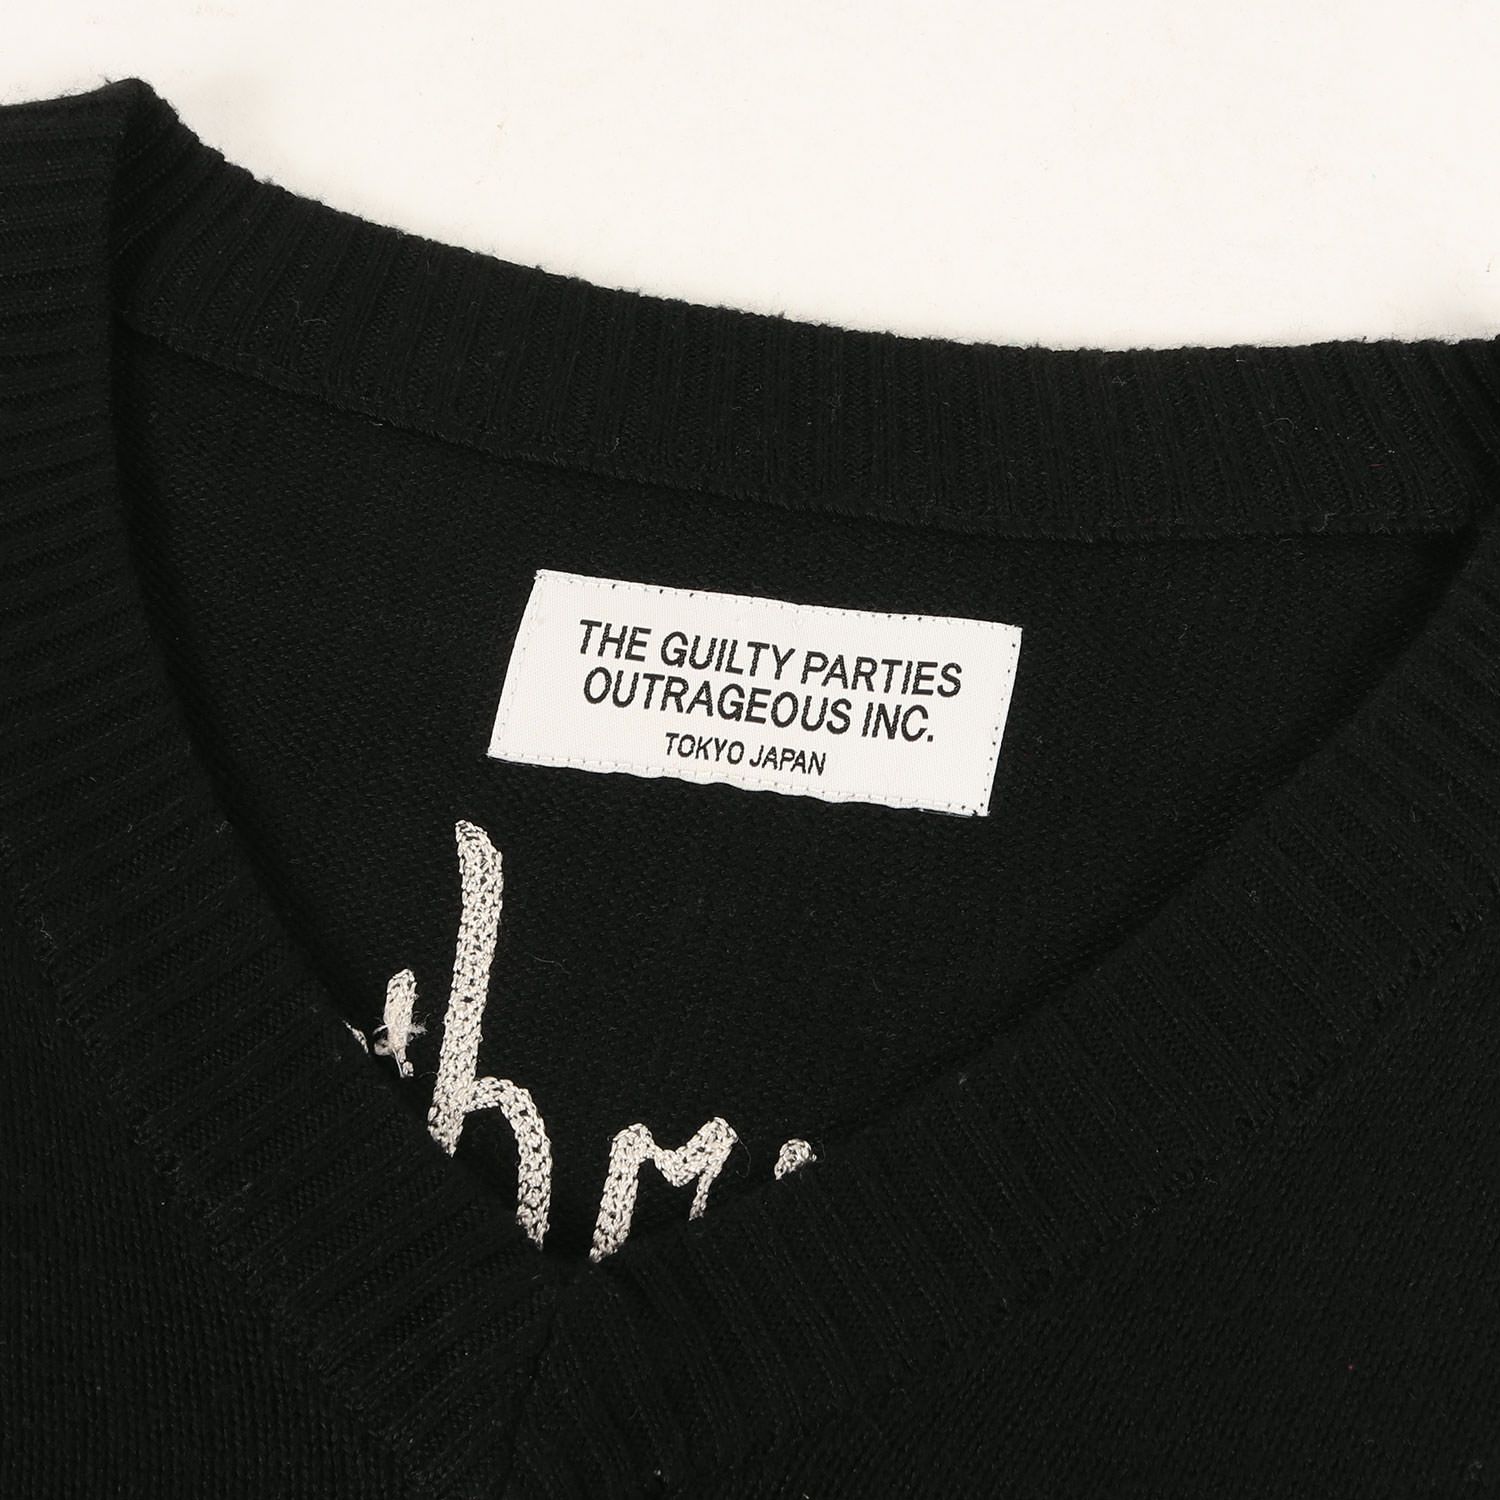 THE GUILTY PARTIES
OUTRAGEOUS INC.
TOKYO JAPAN